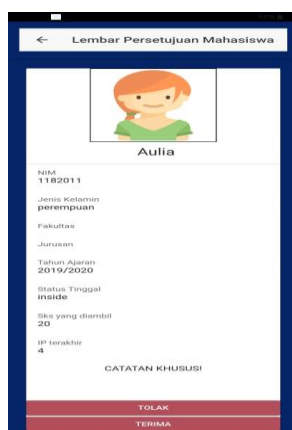 ← Lembar Persetujuan Mahasiswa
Aulia
NIM
1182011
Jenis Kelamin
perempuan
Fakultas
Jurusan
Tahun Ajaran
2019/2020
Status Tinggal
inside
Sks yang diambil
20
IP terakhir
4
CATATAN KHUSUS!
TOLAK
TERIMA